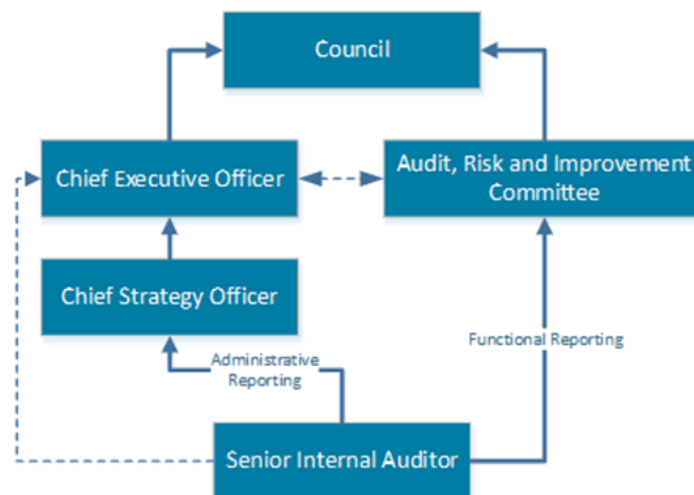 Council
Chief Executive Officer
Audit, Risk and Improvement
Committee
Chief Strategy Officer
Administrative
Reporting
Functional Reporting
Senior Internal Auditor